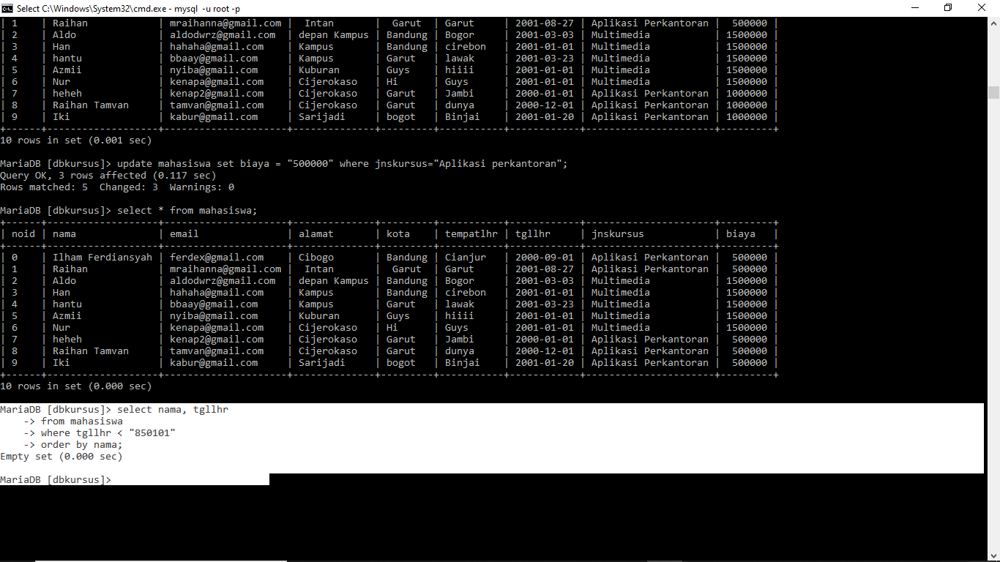 Select C:\Windows\System32\cmd.exe - mysql -u root -p
| 1    | Raihan            | mraihanna@gmail.com |  Intan       |  Garut  | Garut     | 2001-08-27 | Aplikasi Perkantoran |  500000 |
| 2    | Aldo              | aldodwrz@gmail.com  | depan Kampus | Bandung | Bogor     | 2001-03-03 | Multimedia           | 1500000 |
| 3    | Han               | hahaha@gmail.com    | Kampus       | Bandung | cirebon   | 2001-01-01 | Multimedia           | 1500000 |
| 4    | hantu             | bbaay@gmail.com     | Kampus       | Garut   | lawak     | 2001-03-23 | Multimedia           | 1500000 |
| 5    | Azmii             | nyiba@gmail.com     | Kuburan      | Guys    | hiiii     | 2001-01-01 | Multimedia           | 1500000 |
| 6    | Nur               | kenapa@gmail.com    | Cijerokaso   | Hi      | Guys      | 2001-01-01 | Multimedia           | 1500000 |
| 7    | heheh             | kenap2@gmail.com    | Cijerokaso   | Garut   | Jambi     | 2000-01-01 | Aplikasi Perkantoran | 1000000 |
| 8    | Raihan Tamvan     | tamvan@gmail.com    | Cijerokaso   | Garut   | dunya     | 2000-12-01 | Aplikasi Perkantoran | 1000000 |
| 9    | Iki               | kabur@gmail.com     | Sarijadi     | bogot   | Binjai    | 2001-01-20 | Aplikasi Perkantoran | 1000000 |
+------+-------------------+---------------------+--------------+---------+-----------+------------+----------------------+---------+
10 rows in set (0.001 sec)
MariaDB [dbkursus]> update mahasiswa set biaya = "500000" where jnskursus="Aplikasi perkantoran";
Query OK, 3 rows affected (0.117 sec)
Rows matched: 5  Changed: 3  Warnings: 0
MariaDB [dbkursus]> select * from mahasiswa;
+------+-------------------+---------------------+--------------+---------+-----------+------------+----------------------+---------+
| noid | nama              | email               | alamat       | kota    | tempatlhr | tgllhr     | jnskursus            | biaya   |
+------+-------------------+---------------------+--------------+---------+-----------+------------+----------------------+---------+
| 0    | Ilham Ferdiansyah | ferdex@gmail.com    | Cibogo       | Bandung | Cianjur   | 2000-09-01 | Aplikasi Perkantoran |  500000 |
| 1    | Raihan            | mraihanna@gmail.com |  Intan       |  Garut  | Garut     | 2001-08-27 | Aplikasi Perkantoran |  500000 |
| 2    | Aldo              | aldodwrz@gmail.com  | depan Kampus | Bandung | Bogor     | 2001-03-03 | Multimedia           | 1500000 |
| 3    | Han               | hahaha@gmail.com    | Kampus       | Bandung | cirebon   | 2001-01-01 | Multimedia           | 1500000 |
| 4    | hantu             | bbaay@gmail.com     | Kampus       | Garut   | lawak     | 2001-03-23 | Multimedia           | 1500000 |
| 5    | Azmii             | nyiba@gmail.com     | Kuburan      | Guys    | hiiii     | 2001-01-01 | Multimedia           | 1500000 |
| 6    | Nur               | kenapa@gmail.com    | Cijerokaso   | Hi      | Guys      | 2001-01-01 | Multimedia           | 1500000 |
| 7    | heheh             | kenap2@gmail.com    | Cijerokaso   | Garut   | Jambi     | 2000-01-01 | Aplikasi Perkantoran |  500000 |
| 8    | Raihan Tamvan     | tamvan@gmail.com    | Cijerokaso   | Garut   | dunya     | 2000-12-01 | Aplikasi Perkantoran |  500000 |
| 9    | Iki               | kabur@gmail.com     | Sarijadi     | bogot   | Binjai    | 2001-01-20 | Aplikasi Perkantoran |  500000 |
+------+-------------------+---------------------+--------------+---------+-----------+------------+----------------------+---------+
10 rows in set (0.000 sec)
MariaDB [dbkursus]> select nama, tgllhr
    -> from mahasiswa
    -> where tgllhr < "850101"
    -> order by nama;
Empty set (0.000 sec)
MariaDB [dbkursus]>